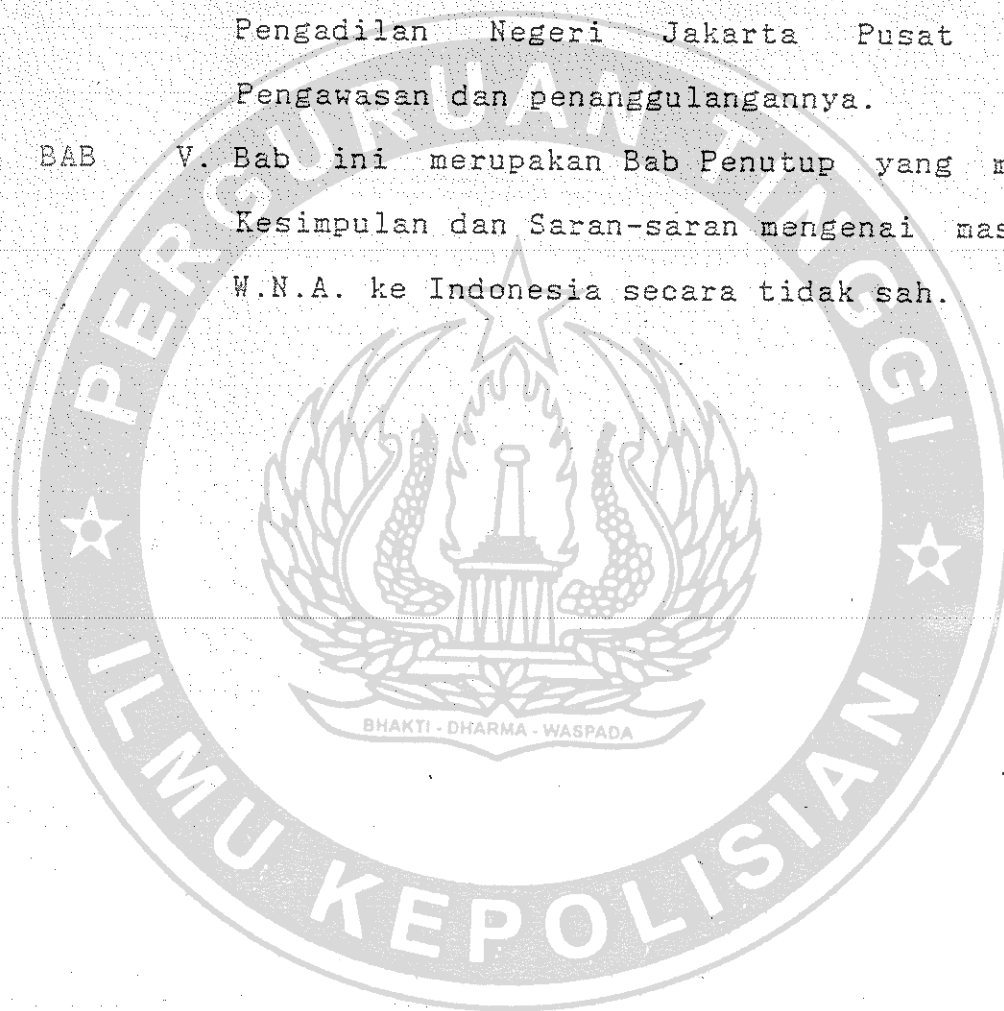 Pengadilan Negeri Jakarta Pusat
Pengawasan dan penanggulangannya.
BAB V. Bab ini merupakan Bab Penutup yang m
Kesimpulan dan Saran-saran mengenai mas
W.N.A. ke Indonesia secara tidak sah.
PERGURUAN TINGGI
BHAKTI - DHARMA - WASPADA
ILMU KEPOLISIAN